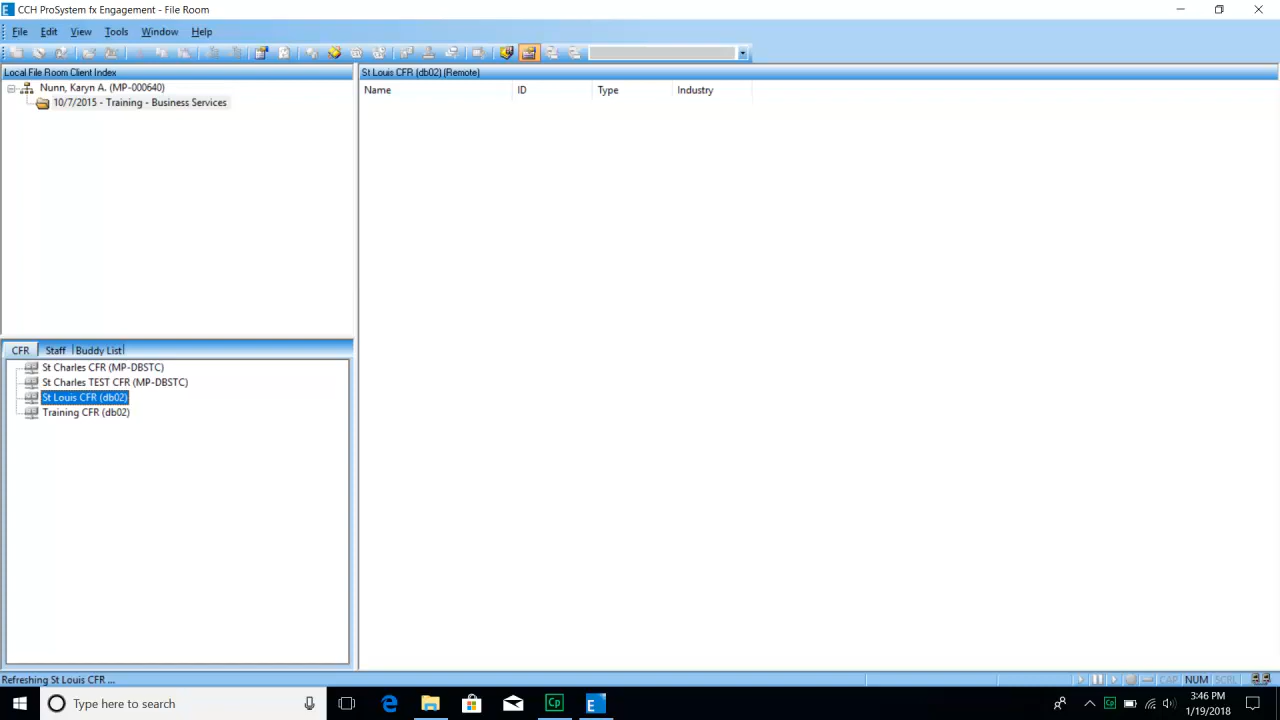 CCH ProSystem fx Engagement - File Room
File Edit View Tools Window Help
Local File Room Client Index
Nunn, Karyn A. (MP-000640)
10/7/2015 - Training - Business Services
St Louis CFR (db02) (Remote)
Name ID Type Industry
CFR Staff Buddy List
St Charles CFR (MP-DBSTC)
St Charles TEST CFR (MP-DBSTC)
St Louis CFR (db02)
Training CFR (db02)
Refreshing St Louis CFR ...
CAP NUM SCRL
Type here to search
Cp
E
3:46 PM
1/19/2018